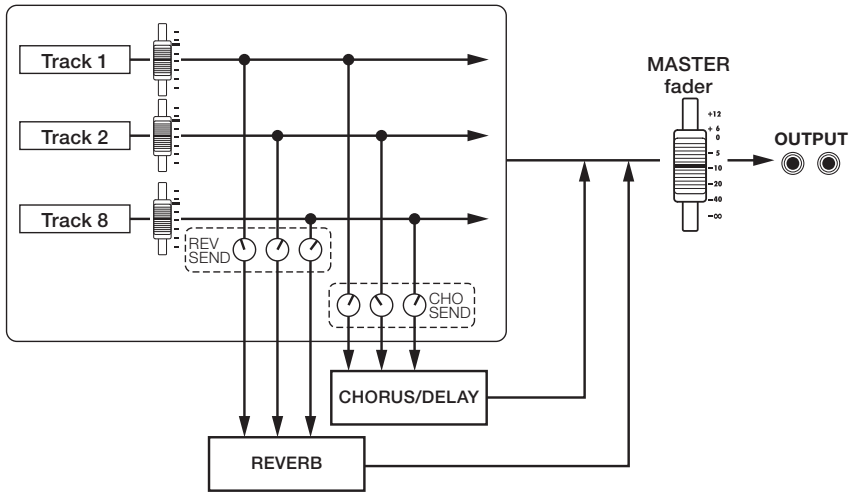 Track 1
Track 2
Track 8
REV
SEND
CHO
SEND
CHORUS/DELAY
REVERB
MASTER
fader
+12
+ 6
0
- 5
-10
-20
-40
-∞
OUTPUT